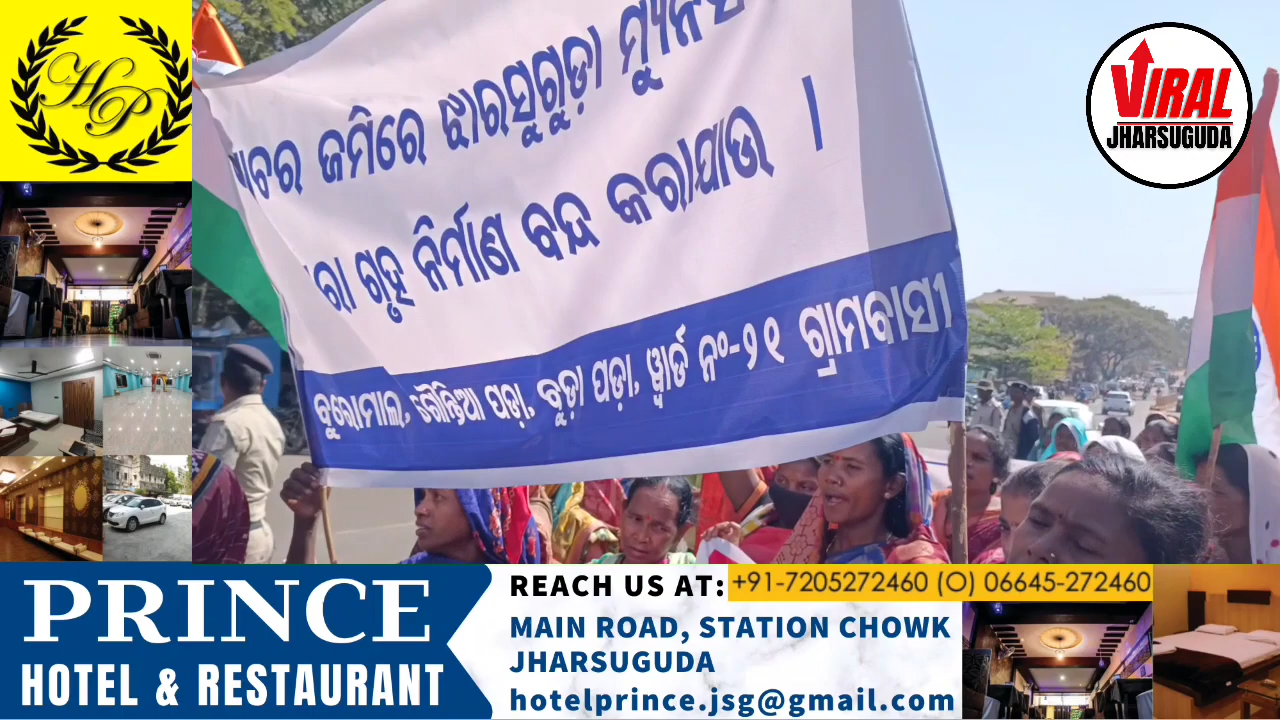 HP
VIRAL
JHARSUGUDA
ଜମିରେ ଝାରସୁଗୁଡ଼ା
ଗୃହ ନିର୍ମାଣ ବନ୍ଦ କରାଯାଉ ।
ବୁରୋମାଲ, ଗୌନ୍ତିଆ ପଡ଼ା, ବୁଢ଼ା ପଡ଼ା, ୱାର୍ଡ ନଂ-୨୧ ଗ୍ରାମବାସୀ
PRINCE
HOTEL & RESTAURANT
REACH US AT: +91-7205272460 (O) 06645-272460
MAIN ROAD, STATION CHOWK
JHARSUGUDA
hotelprince.jsg@gmail.com